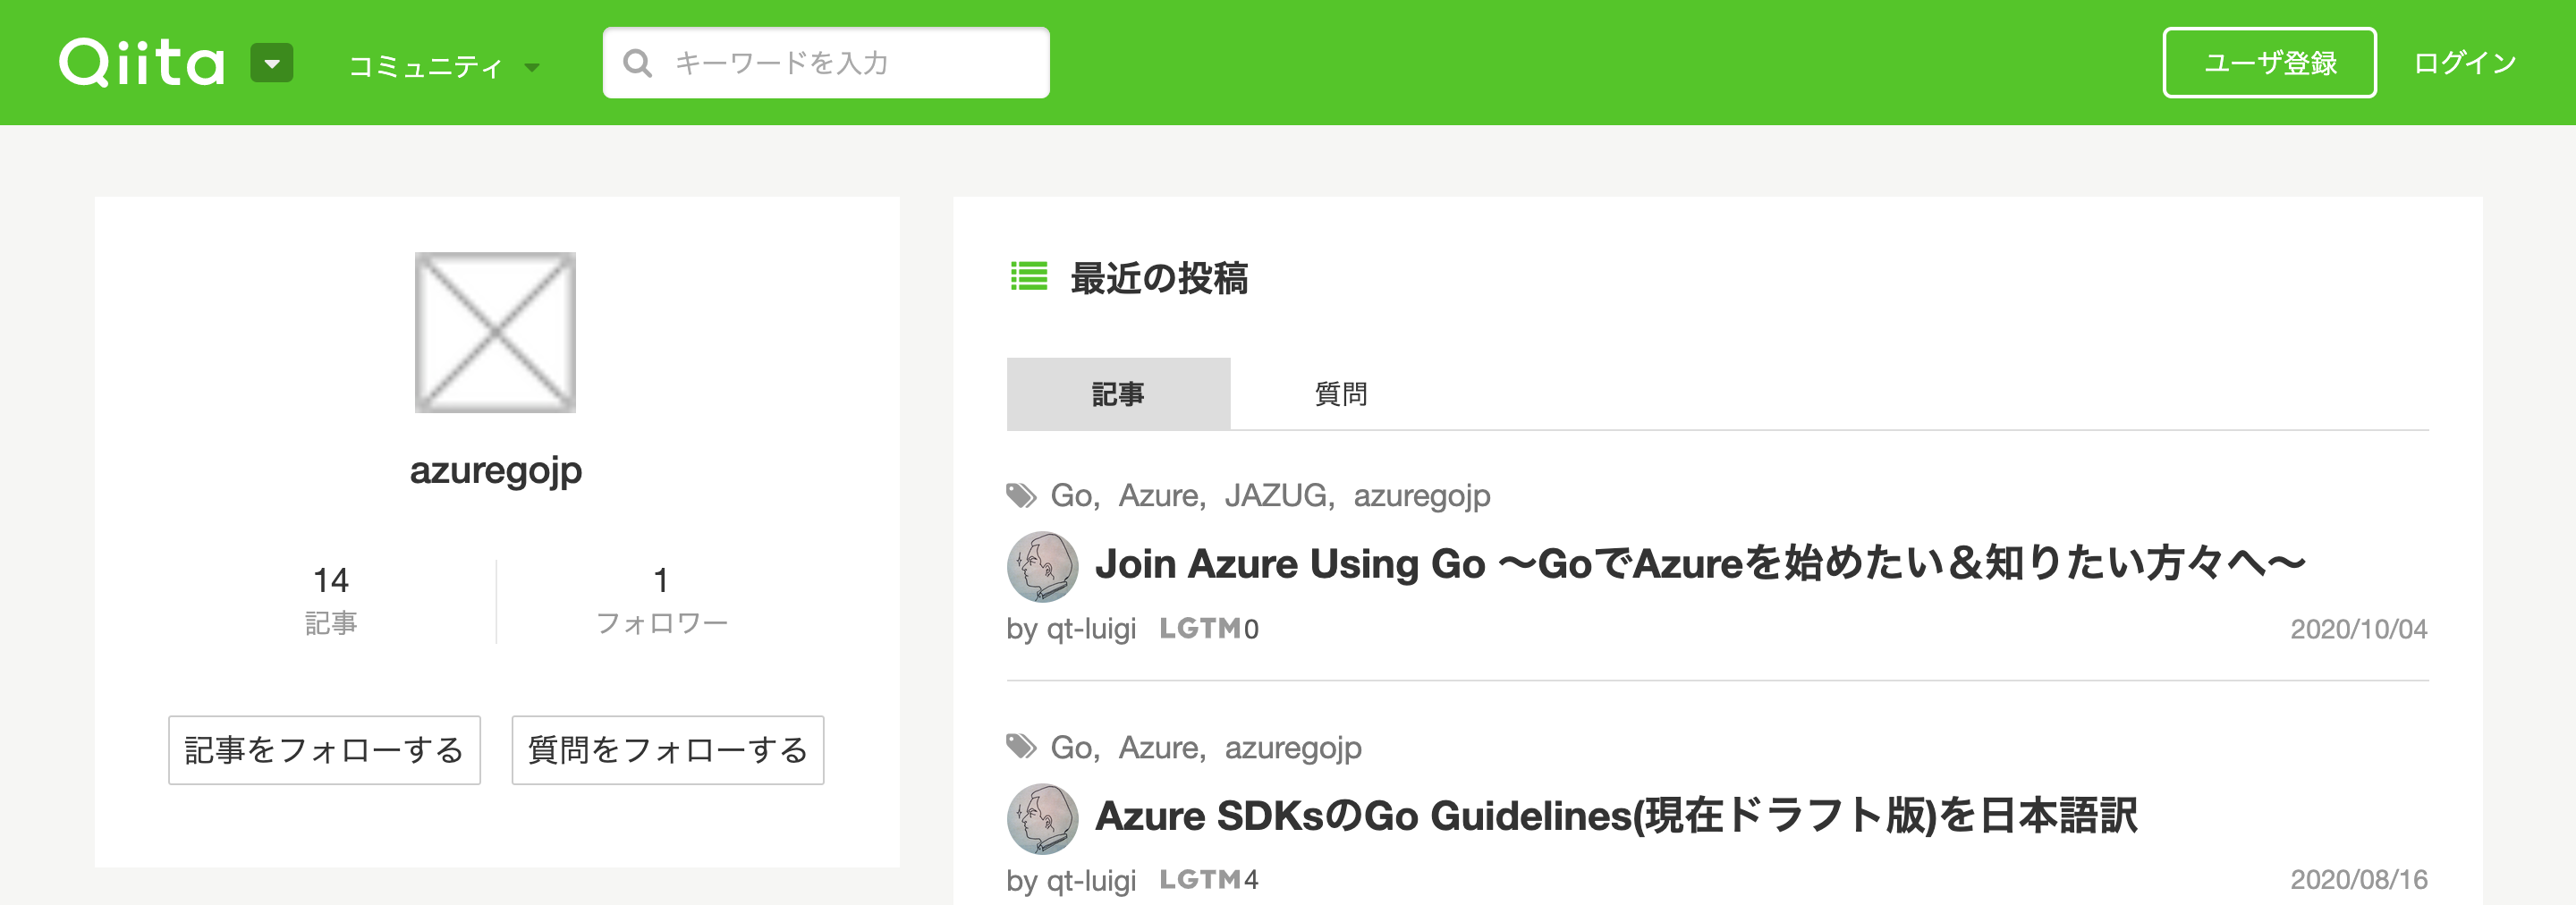 Qiita
コミュニティ
キーワードを入力
ユーザ登録
ログイン
azuregojp
14
記事
1
フォロワー
記事をフォローする
質問をフォローする
最近の投稿
記事
質問
Go, Azure, JAZUG, azuregojp
Join Azure Using Go 〜GoでAzureを始めたい＆知りたい方々へ〜
by qt-luigi LGTM0
2020/10/04
Go, Azure, azuregojp
Azure SDKsのGo Guidelines(現在ドラフト版)を日本語訳
by qt-luigi LGTM4
2020/08/16